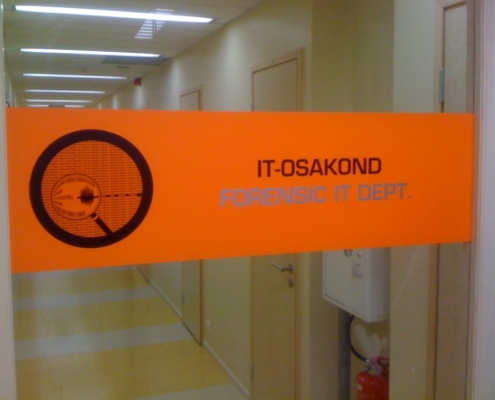 IT-OSAKOND
FORENSIC IT DEPT.